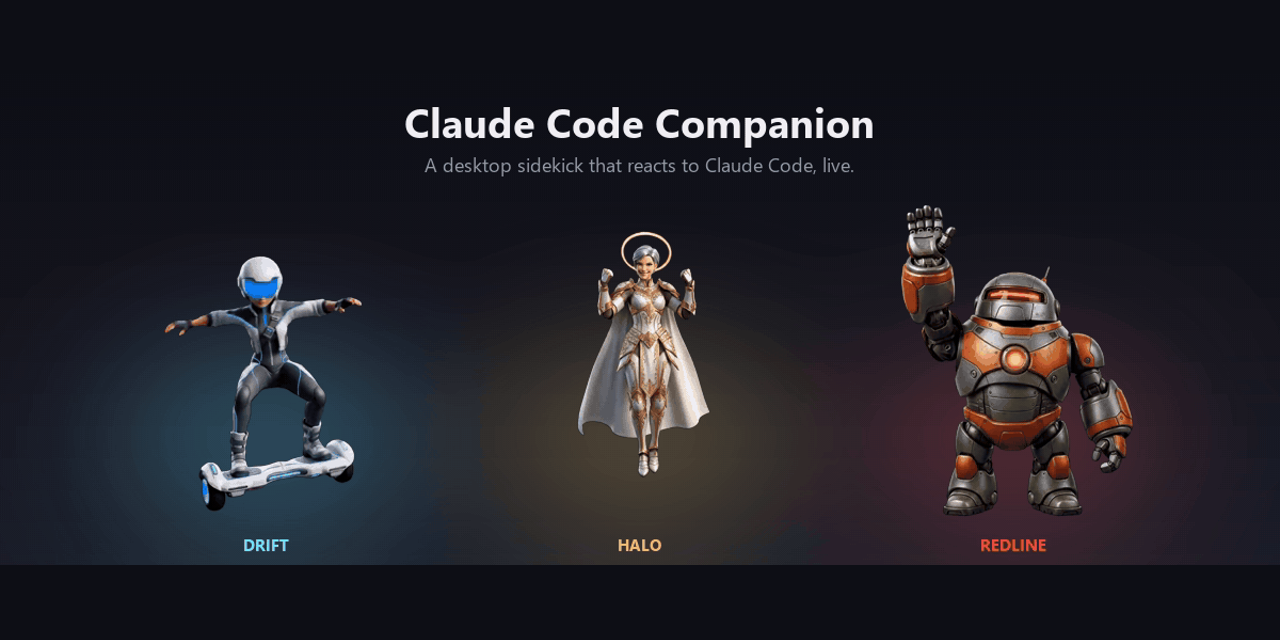 Claude Code Companion
A desktop sidekick that reacts to Claude Code, live.
DRIFT
HALO
REDLINE